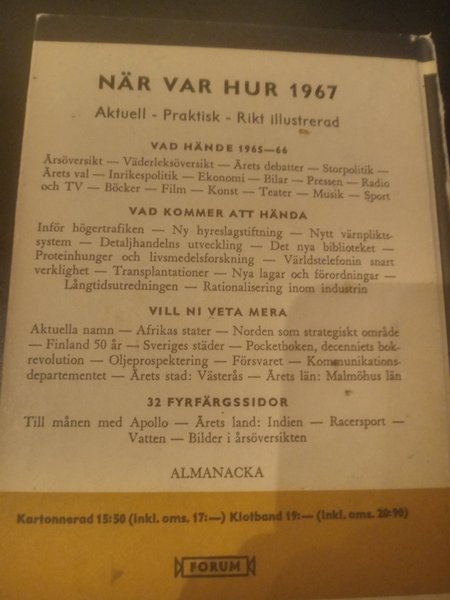 NÄR VAR HUR 1967
Aktuell - Praktisk - Rikt illustrerad
VAD HÄNDE 1965—66
Årsöversikt — Väderleksöversikt — Årets debatter — Storpolitik —
Årets val — Inrikespolitik — Ekonomi — Bilar — Pressen — Radio
och TV — Böcker — Film — Konst — Teater — Musik — Sport
VAD KOMMER ATT HÄNDA
Inför högertrafiken — Ny hyreslagstiftning — Nytt värnplikts-
system — Detaljhandelns utveckling — Det nya biblioteket —
Proteinhunger och livsmedelsforskning — Världstelefonin snart
verklighet — Transplantationer — Nya lagar och förordningar —
Långtidsutredningen — Rationalisering inom industrin
VILL NI VETA MERA
Aktuella namn — Afrikas stater — Norden som strategiskt område
— Finland 50 år — Sveriges städer — Pocketboken, decenniets bok-
revolution — Oljeprospektering — Försvaret — Kommunikations-
departementet — Årets stad: Västerås — Årets län: Malmöhus län
32 FYRFÄRGSSIDOR
Till månen med Apollo — Årets land: Indien — Racersport —
Vatten — Bilder i årsöversikten
ALMANACKA
Kartonnerad 15:50 (inkl. oms. 17:—) Klotband 19:— (inkl. oms. 20:90)
FORUM